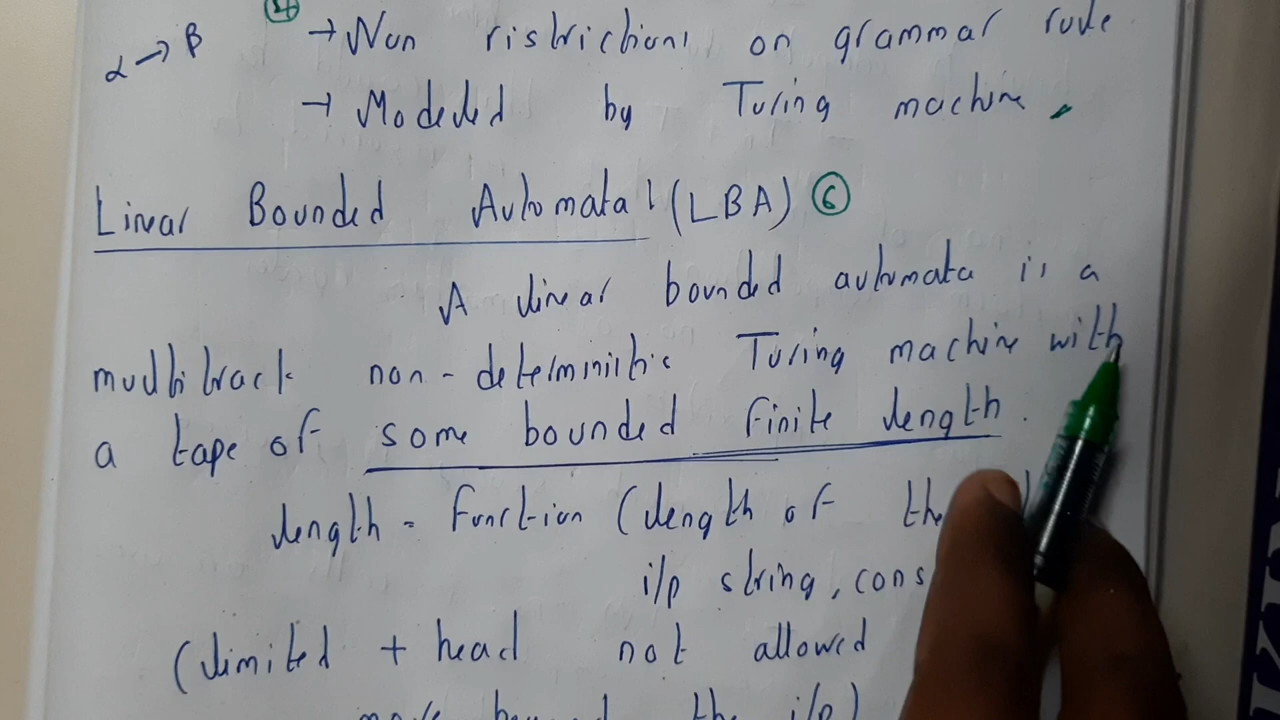 ④ → Non ristrictions on grammar rule
α → β
→ Modeled by Turing machine
Linear Bounded Automata: (LBA) ⑥
A linear bounded automata is a
multitrack non-deterministic Turing machine with
a tape of some bounded finite length.
length = Function (length of the
i/p string, cons
(limited + head not allowed
the i/p)